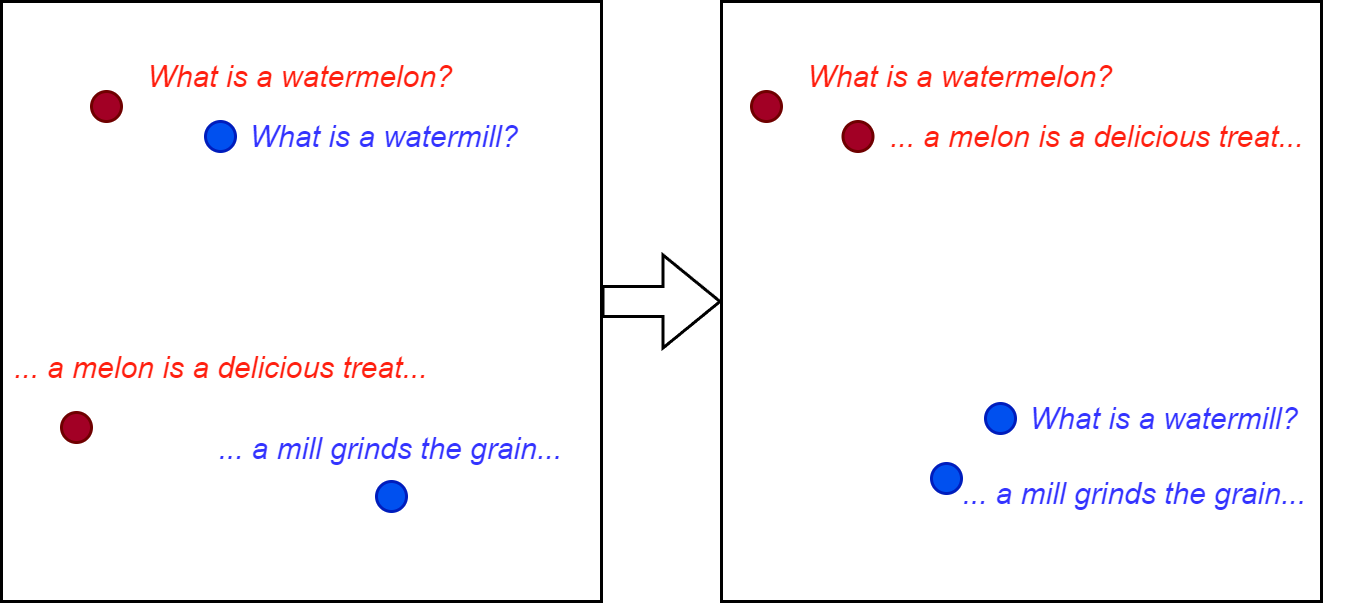 What is a watermelon?
What is a watermill?
... a melon is a delicious treat...
... a mill grinds the grain...
What is a watermelon?
... a melon is a delicious treat...
What is a watermill?
... a mill grinds the grain...